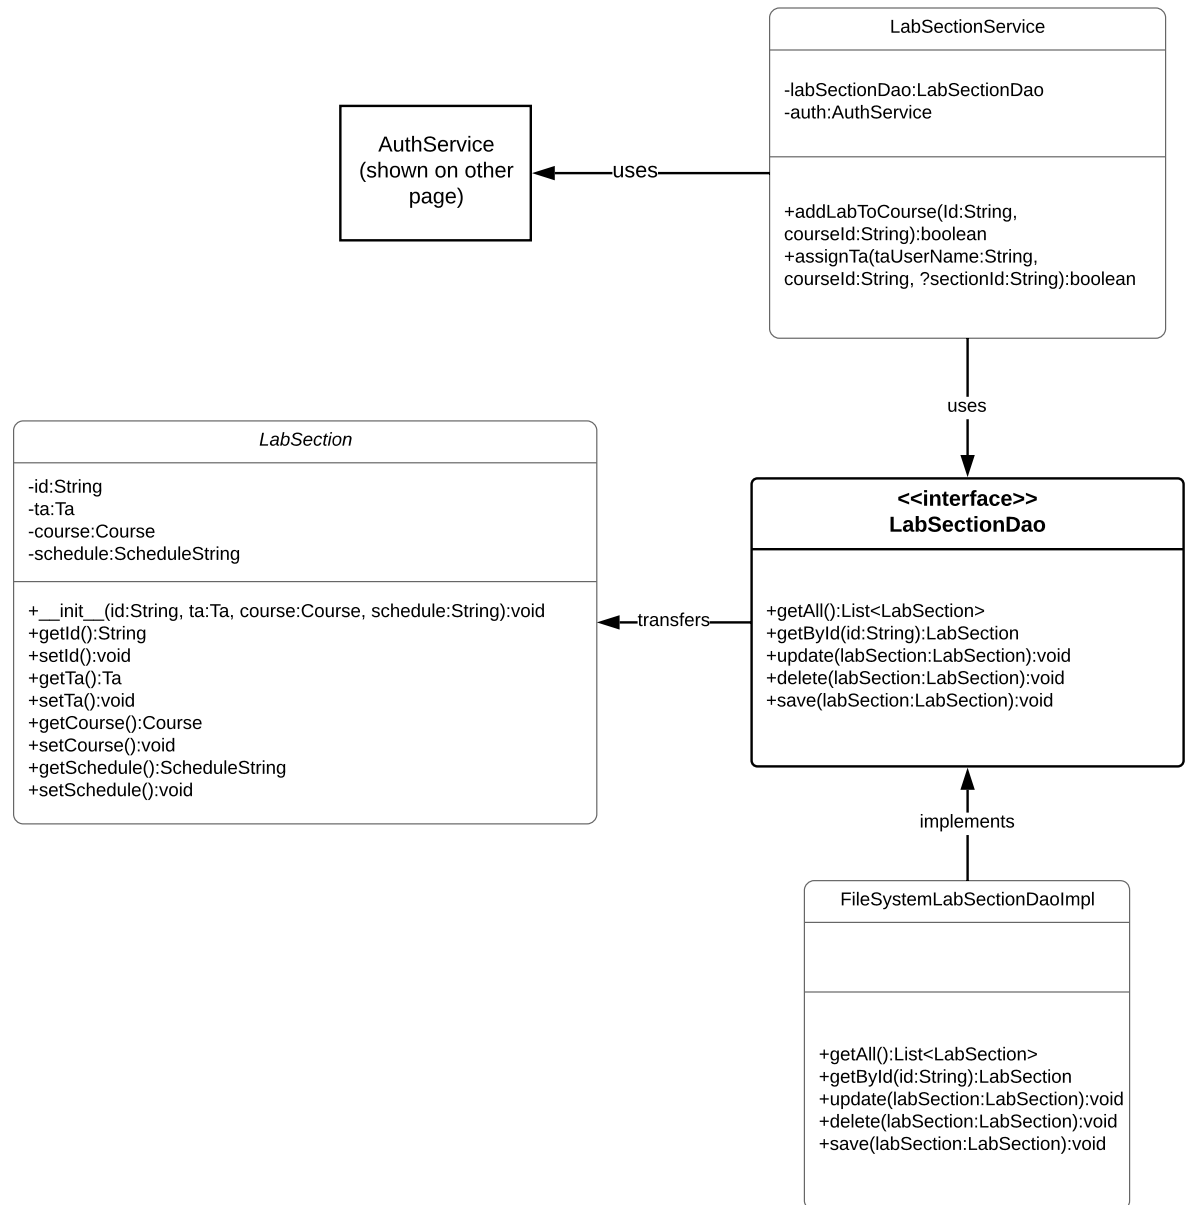 LabSectionService
-labSectionDao:LabSectionDao
-auth:AuthService
+addLabToCourse(Id:String,
courseId:String):boolean
+assignTa(taUserName:String,
courseId:String, ?sectionId:String):boolean
AuthService
(shown on other
page)
uses
uses
LabSection
-id:String
-ta:Ta
-course:Course
-schedule:ScheduleString
+__init__(id:String, ta:Ta, course:Course, schedule:String):void
+getId():String
+setId():void
+getTa():Ta
+setTa():void
+getCourse():Course
+setCourse():void
+getSchedule():ScheduleString
+setSchedule():void
transfers
<<interface>>
LabSectionDao
+getAll():List<LabSection>
+getById(id:String):LabSection
+update(labSection:LabSection):void
+delete(labSection:LabSection):void
+save(labSection:LabSection):void
implements
FileSystemLabSectionDaoImpl
+getAll():List<LabSection>
+getById(id:String):LabSection
+update(labSection:LabSection):void
+delete(labSection:LabSection):void
+save(labSection:LabSection):void